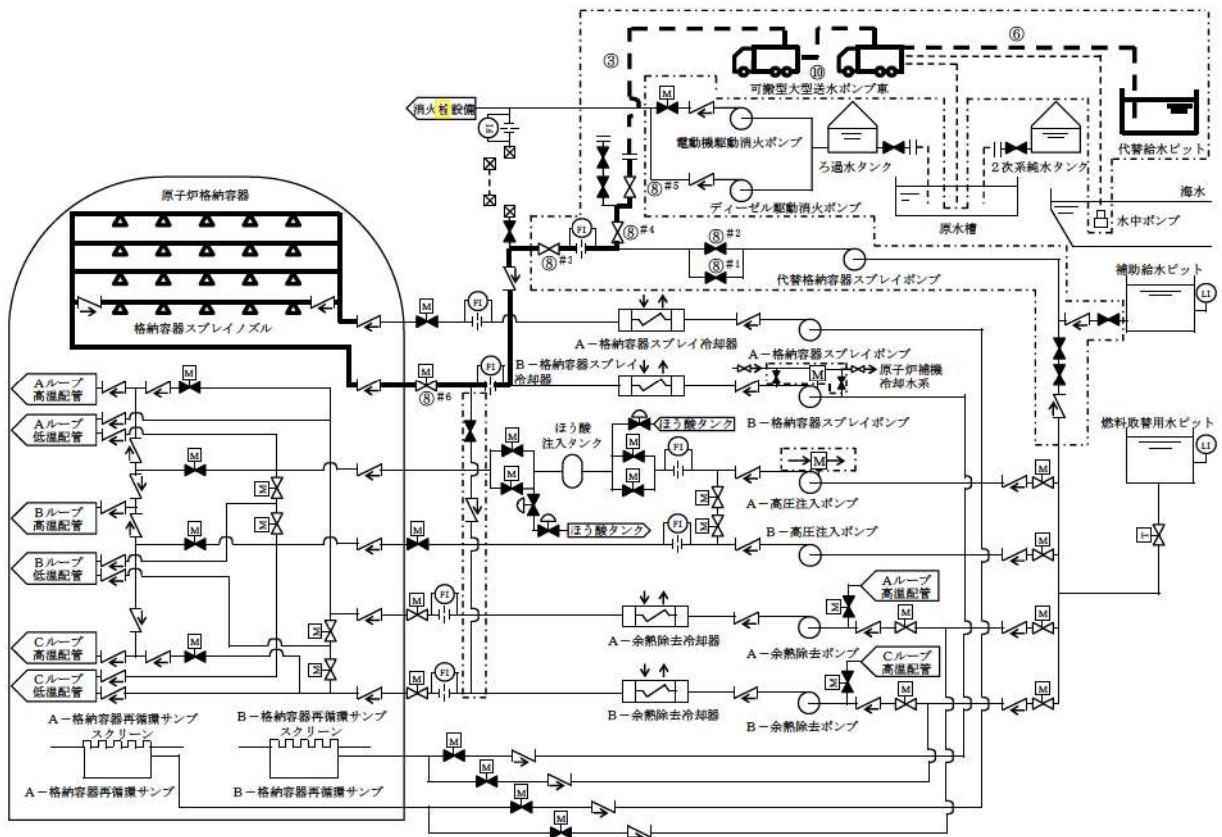 ③
⑥
⑩
可搬型大型送水ポンプ車
消火栓設備
M
FI
電動機駆動消火ポンプ
ろ過水タンク
2次系純水タンク
代替給水ピット
原子炉格納容器
⑧#5
ディーゼル駆動消火ポンプ
原水槽
海水
水中ポンプ
FI
⑧#4
⑧#3
⑧#2
⑧#1
代替格納容器スプレイポンプ
補助給水ピット
LI
格納容器スプレイノズル
M
FI
A-格納容器スプレイ冷却器
A-格納容器スプレイポンプ
B-格納容器スプレイ
冷却器
M
原子炉補機
冷却水系
M
FI
⑧#6
B-格納容器スプレイポンプ
燃料取替用水ピット
LI
Aループ
高温配管
M
Aループ
低温配管
ほう酸
注入タンク
ほう酸タンク
M
M
M
M
FI
M
M
M
A-高圧注入ポンプ
M
M
ほう酸タンク
Bループ
高温配管
M
M
M
FI
M
B-高圧注入ポンプ
M
T
Bループ
低温配管
Aループ
高温配管
M
M
FI
M
M
M
A-余熱除去冷却器
A-余熱除去ポンプ
Cループ
高温配管
M
Cループ
高温配管
M
M
FI
M
M
M
Cループ
低温配管
B-余熱除去冷却器
B-余熱除去ポンプ
A-格納容器再循環サンプ
スクリーン
B-格納容器再循環サンプ
スクリーン
M
M
A-格納容器再循環サンプ
B-格納容器再循環サンプ
M
M